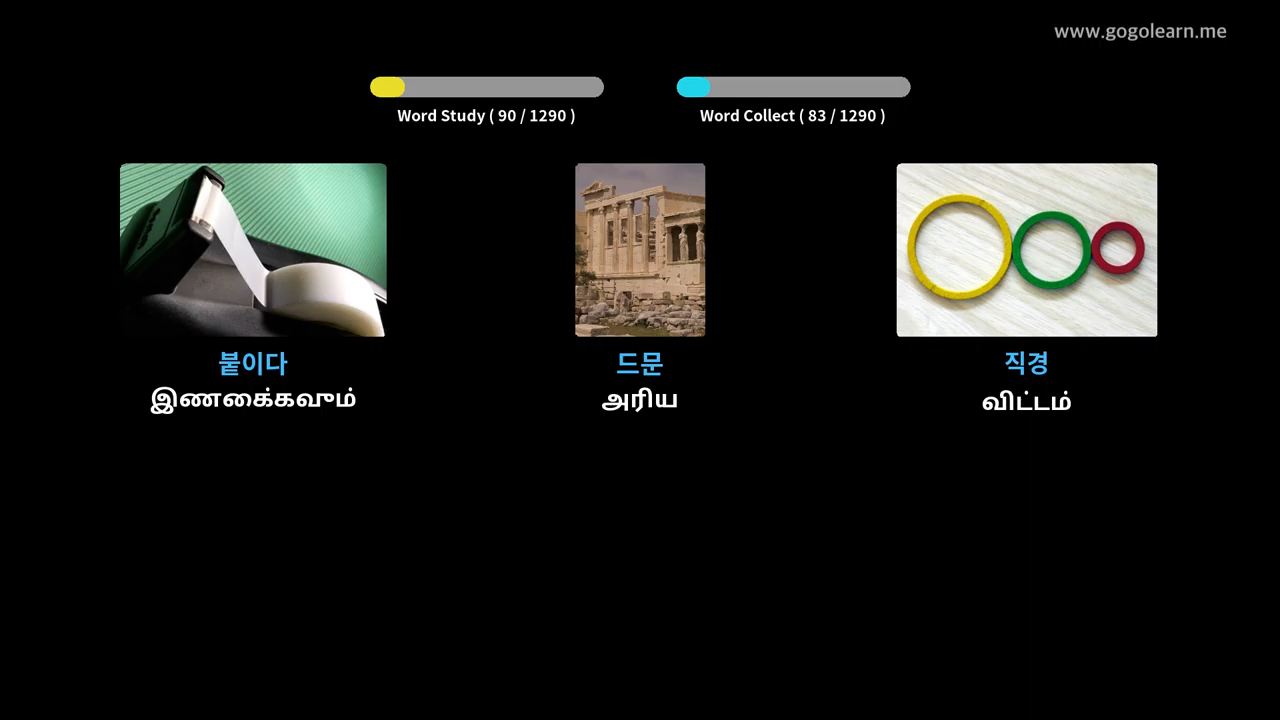 www.gogolearn.me
Word Study ( 90 / 1290 )
Word Collect ( 83 / 1290 )
붙이다
드문
직경
இணைக்கவும்
அரிய
விட்டம்